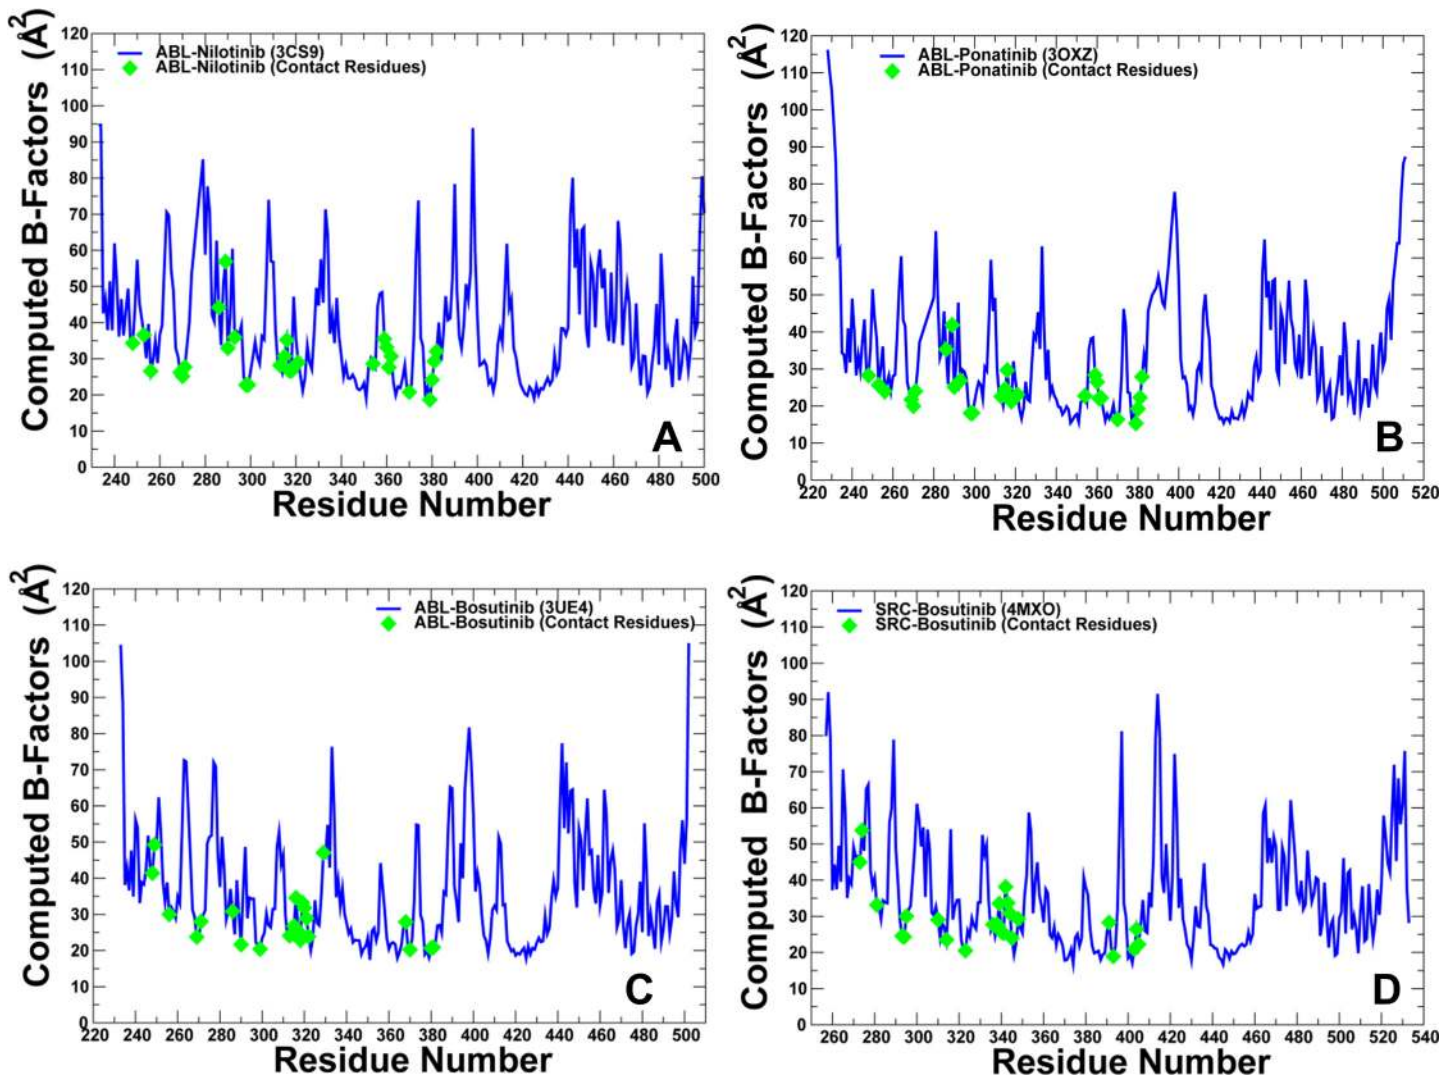 Computed B-Factors (Å²)
ABL-Nilotinib (3CS9)
ABL-Nilotinib (Contact Residues)
120
110
100
90
80
70
60
50
40
30
20
10
0
A
240 260 280 300 320 340 360 380 400 420 440 460 480 500
Residue Number
Computed B-Factors (Å²)
ABL-Ponatinib (3OXZ)
ABL-Ponatinib (Contact Residues)
120
110
100
90
80
70
60
50
40
30
20
10
0
B
220 240 260 280 300 320 340 360 380 400 420 440 460 480 500 520
Residue Number
Computed B-Factors (Å²)
ABL-Bosutinib (3UE4)
ABL-Bosutinib (Contact Residues)
120
110
100
90
80
70
60
50
40
30
20
10
0
C
220 240 260 280 300 320 340 360 380 400 420 440 460 480 500
Residue Number
Computed B-Factors (Å²)
SRC-Bosutinib (4MXO)
SRC-Bosutinib (Contact Residues)
120
110
100
90
80
70
60
50
40
30
20
10
0
D
260 280 300 320 340 360 380 400 420 440 460 480 500 520 540
Residue Number